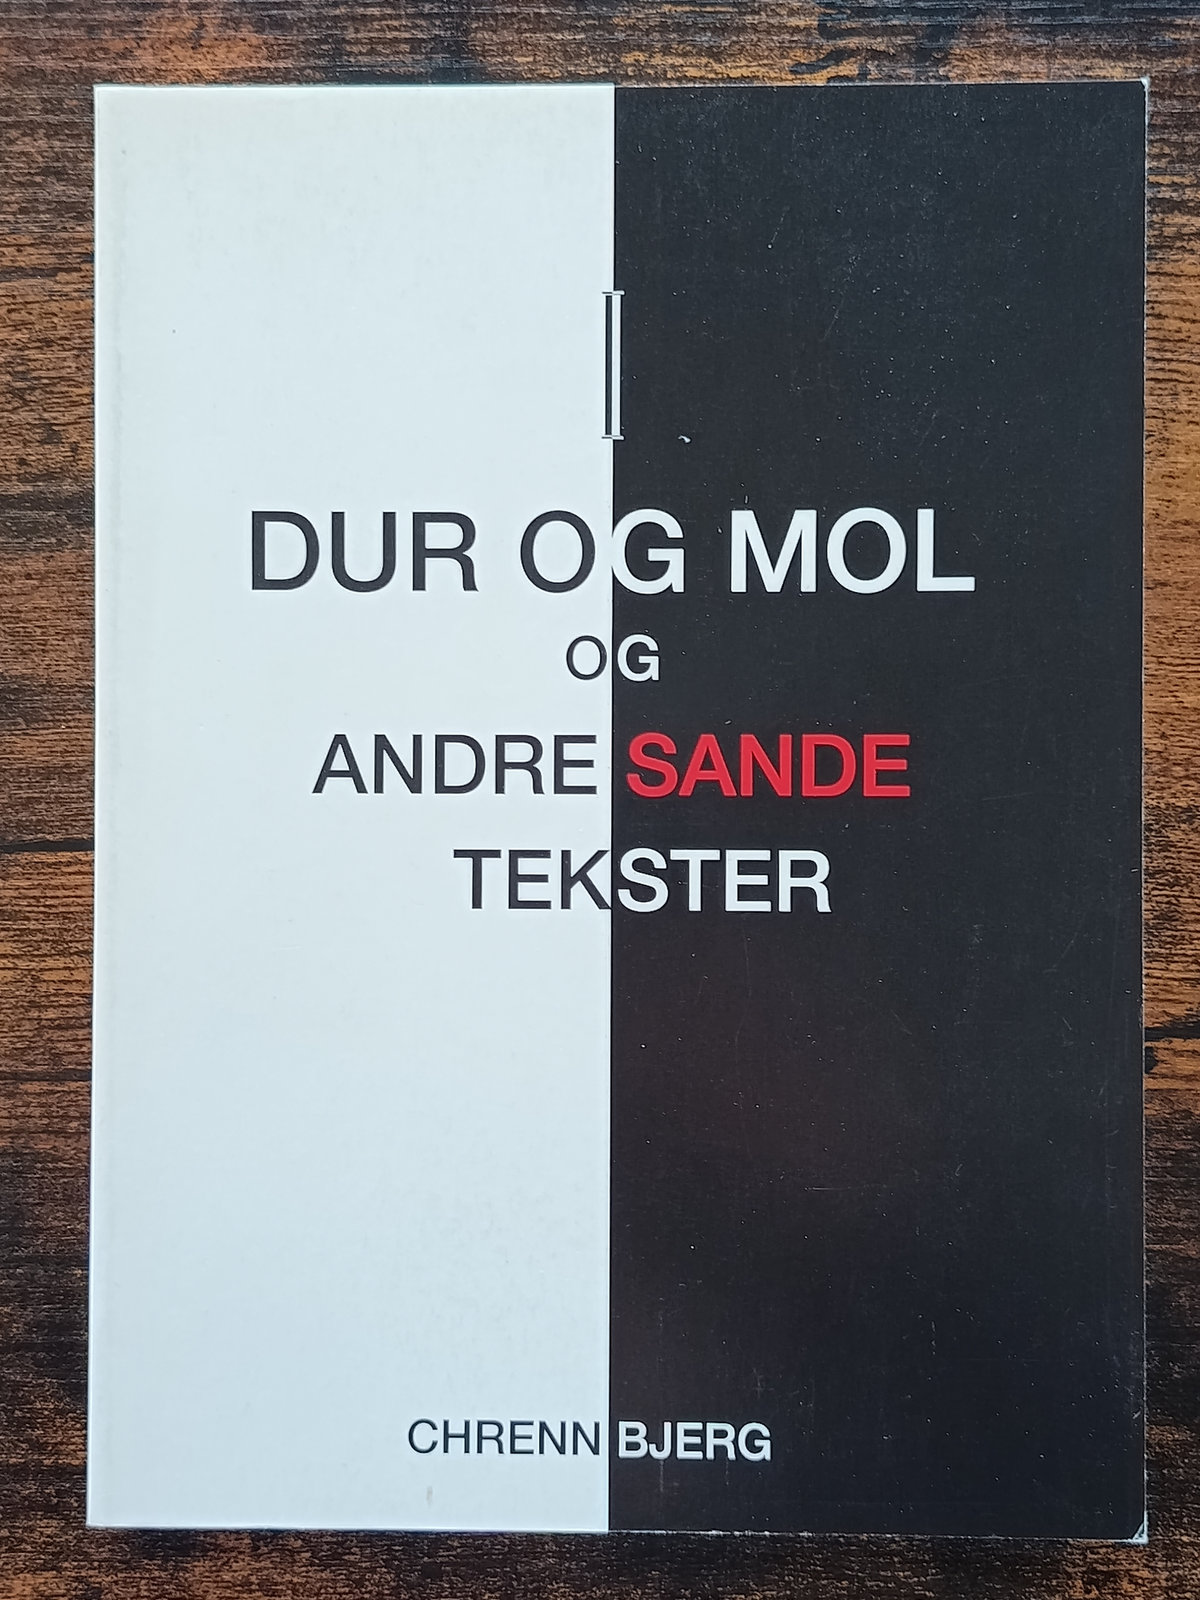 I
DUR OG MOL
OG
ANDRE SANDE
TEKSTER
CHRENN BJERG